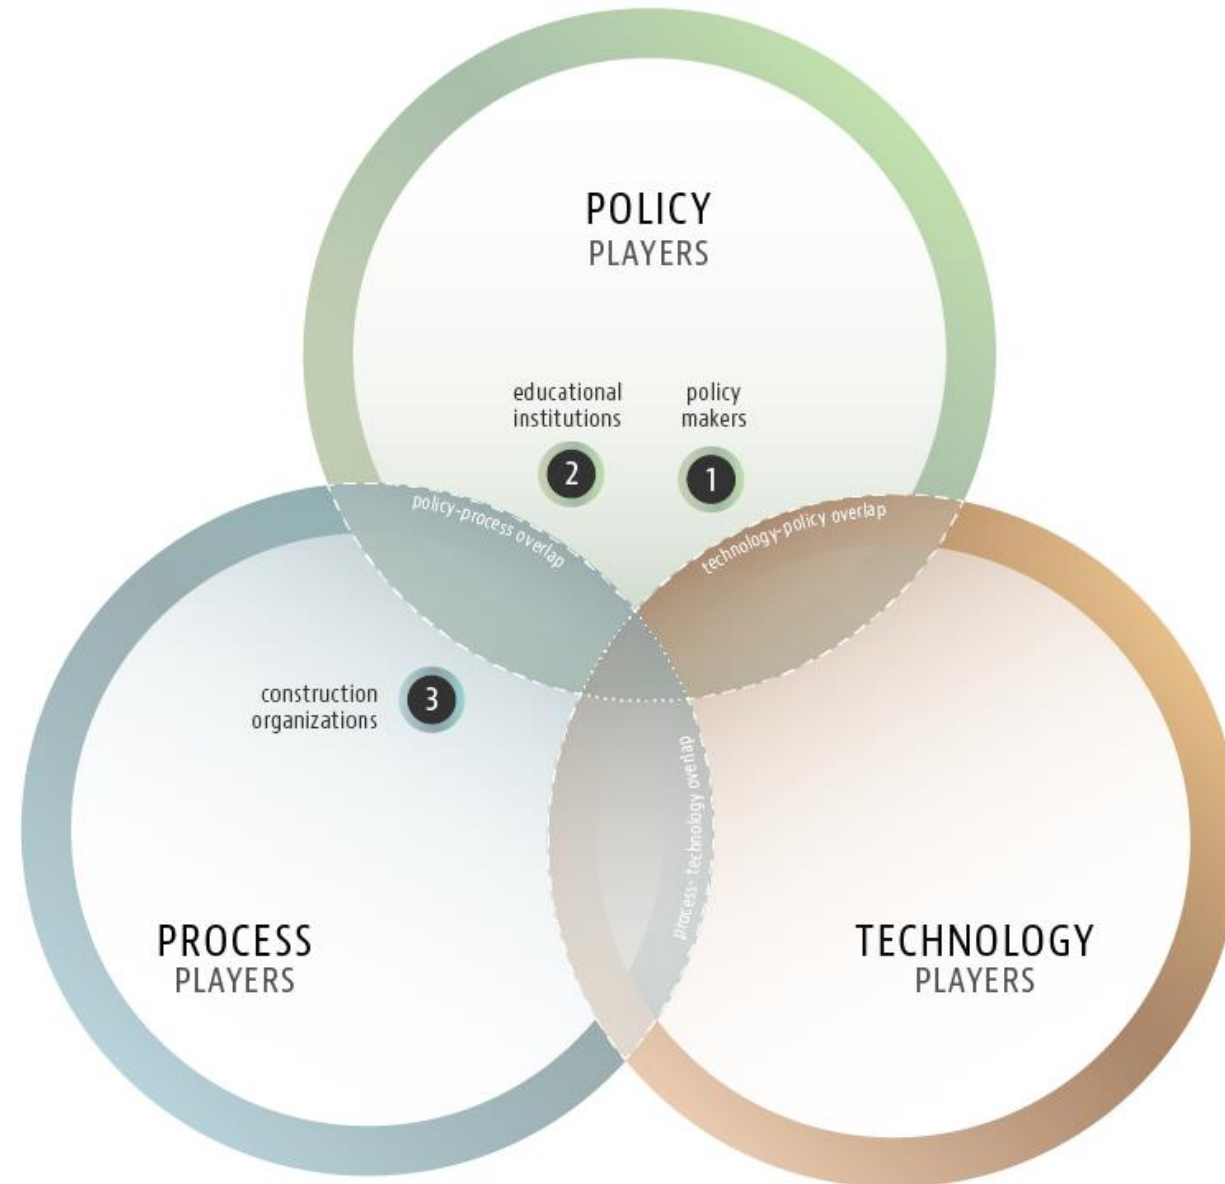 POLICY
PLAYERS
educational
institutions
policy
makers
2
1
policy-process overlap
technology-policy overlap
construction
organizations
3
process- technology overlap
PROCESS
PLAYERS
TECHNOLOGY
PLAYERS